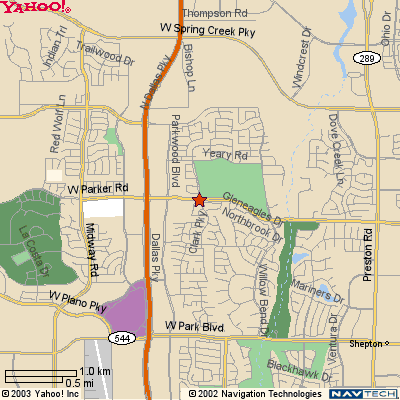 YAHOO!
Thompson Rd
W Spring Creek Pky
Indian Trl
Trailwood Dr
Bishop Ln
Windcrest Dr
Ohio Dr
289
N Dallas Pky
Red Wolf Ln
Parkwood Blvd
Dove Creek Ln
Yeary Rd
W Parker Rd
Gleneagles Dr
Northbrook Dr
Clark Pky
La Costa Dr
Midway Rd
Dallas Pky
Preston Rd
Willow Bend Dr
Mariners Dr
W Plano Pky
W Park Blvd
Ventura Dr
544
Shepton
Blackhawk Dr
1.0 km
0.5 mi
©2003 Yahoo! Inc
©2002 Navigation Technologies
NAVTECH